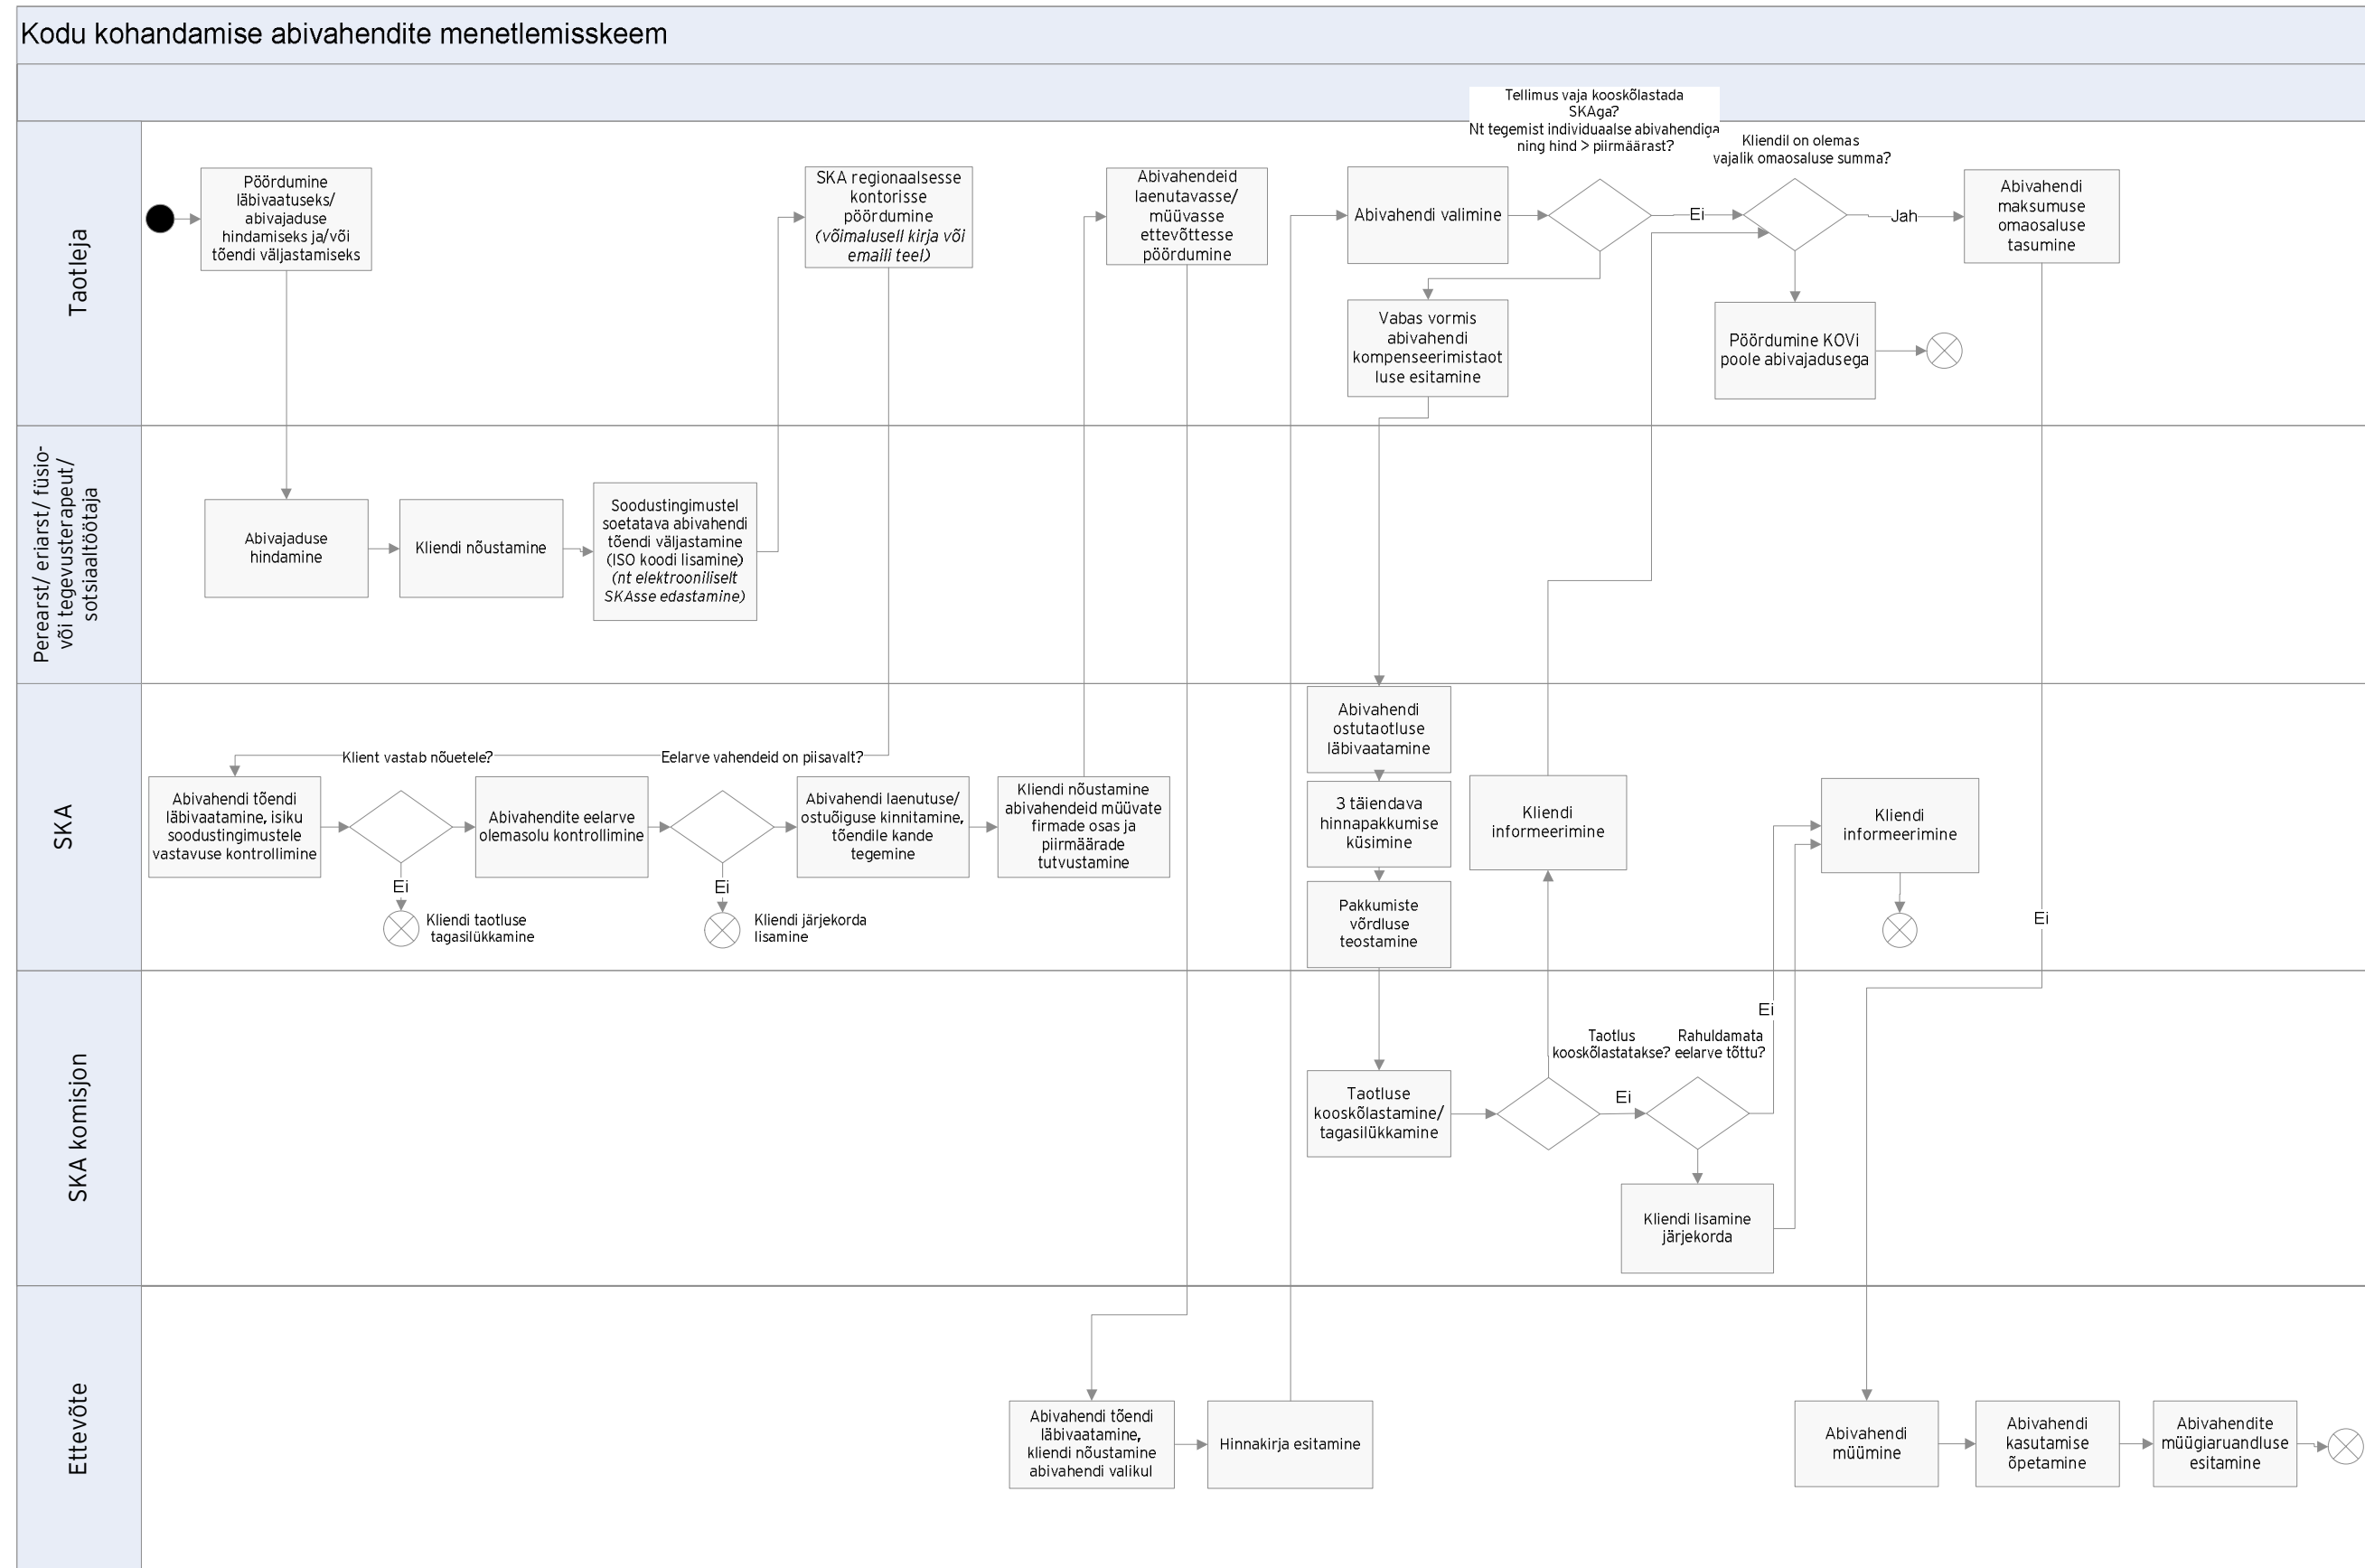 Kodu kohandamise abivahendite menetlemisskeem
Taotleja
Pöördumine
läbivaatuseks/
abivajaduse
hindamiseks ja/või
tõendi väljastamiseks
SKA regionaalsesse
kontorisse
pöördumine
(võimalusell kirja või
emaili teel)
Abivahendeid
laenutavasse/
müüvasse
ettevõttesse
pöördumine
Abivahendi valimine
Tellimus vaja kooskõlastada
SKAga?
Nt tegemist individuaalse abivahendiga
ning hind > piirmäärast?
Ei
Kliendil on olemas
vajalik omaosaluse summa?
Jah
Abivahendi
maksumuse
omaosaluse
tasumine
Vabas vormis
abivahendi
kompenseerimistaot
luse esitamine
Pöördumine KOVi
poole abivajadusega
Perearst/ eriarst/ füsio-
või tegevusterapeut/
sotsiaaltöötaja
Abivajaduse
hindamine
Kliendi nõustamine
Soodustingimustel
soetatava abivahendi
tõendi väljastamine
(ISO koodi lisamine)
(nt elektrooniliselt
SKAsse edastamine)
SKA
Klient vastab nõuetele?
Eelarve vahendeid on piisavalt?
Abivahendi tõendi
läbivaatamine, isiku
soodustingimustele
vastavuse kontrollimine
Ei
Kliendi taotluse
tagasilükkamine
Abivahendite eelarve
olemasolu kontrollimine
Ei
Kliendi järjekorda
lisamine
Abivahendi laenutuse/
ostuõiguse kinnitamine,
tõendile kande
tegemine
Kliendi nõustamine
abivahendeid müüvate
firmade osas ja
piirmäärade
tutvustamine
Abivahendi
ostutaotluse
läbivaatamine
3 täiendava
hinnapakkumise
küsimine
Pakkumiste
võrdluse
teostamine
Kliendi
informeerimine
Kliendi
informeerimine
Ei
SKA komisjon
Taotluse
kooskõlastamine/
tagasilükkamine
Taotlus
kooskõlastatakse?
Ei
Rahuldamata
eelarve tõttu?
Ei
Kliendi lisamine
järjekorda
Ettevõte
Abivahendi tõendi
läbivaatamine,
kliendi nõustamine
abivahendi valikul
Hinnakirja esitamine
Abivahendi
müümine
Abivahendi
kasutamise
õpetamine
Abivahendite
müügiaruandluse
esitamine